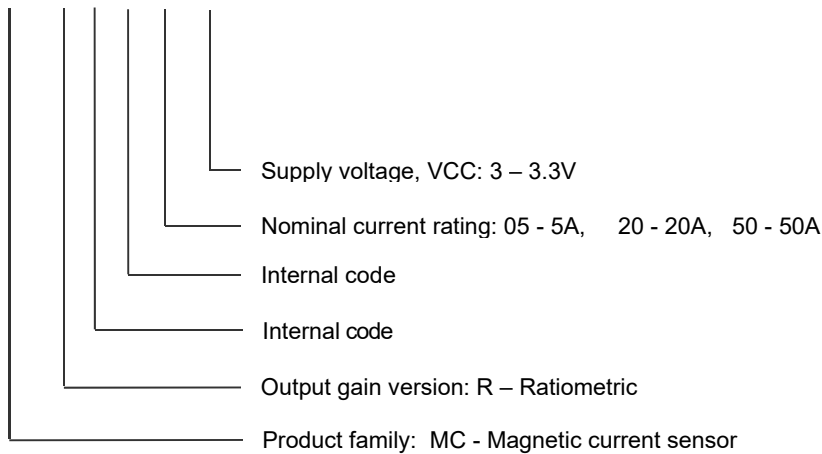 Supply voltage, VCC: 3 – 3.3V
Nominal current rating: 05 - 5A, 20 - 20A, 50 - 50A
Internal code
Internal code
Output gain version: R – Ratiometric
Product family: MC - Magnetic current sensor